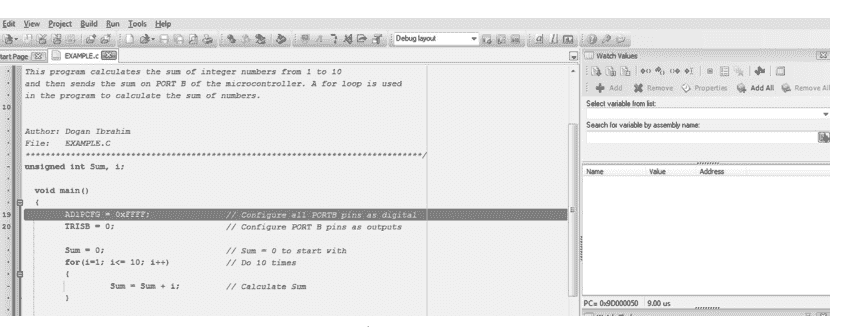 Edit View Project Build Run Tools Help
Debug layout
tart Page EXAMPLE.c
This program calculates the sum of integer numbers from 1 to 10
and then sends the sum on PORT B of the microcontroller. A for loop is used
in the program to calculate the sum of numbers.
10
Author: Dogan Ibrahim
File: EXAMPLE.C
*******************************************************************************/
unsigned int Sum, i;
void main()
{
19 AD1PCFG = 0xFFFF; // Configure all PORTB pins as digital
20 TRISB = 0; // Configure PORT B pins as outputs
Sum = 0; // Sum = 0 to start with
for(i=1; i<= 10; i++) // Do 10 times
{
Sum = Sum + i; // Calculate Sum
}
Watch Values
Add Remove Properties Add All Remove All
Select variable from list:
Search for variable by assembly name:
Name Value Address
PC= 0x9D000050 9.00 us